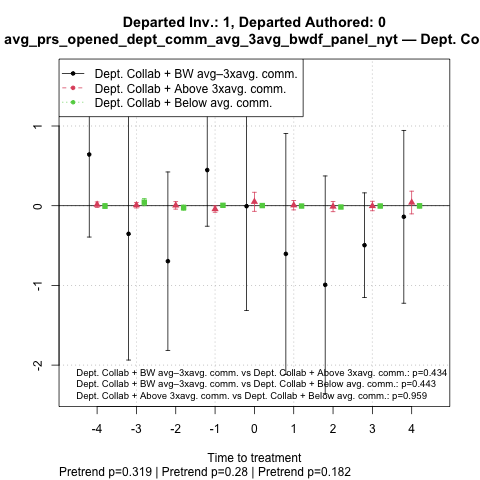 Departed Inv.: 1, Departed Authored: 0
avg_prs_opened_dept_comm_avg_3avg_bwdf_panel_nyt — Dept. Co
Dept. Collab + BW avg–3xavg. comm.
Dept. Collab + Above 3xavg. comm.
Dept. Collab + Below avg. comm.
1
0
-1
-2
Dept. Collab + BW avg–3xavg. comm. vs Dept. Collab + Above 3xavg. comm.: p=0.434
Dept. Collab + BW avg–3xavg. comm. vs Dept. Collab + Below avg. comm.: p=0.443
Dept. Collab + Above 3xavg. comm. vs Dept. Collab + Below avg. comm.: p=0.959
-4 -3 -2 -1 0 1 2 3 4
Time to treatment
Pretrend p=0.319 | Pretrend p=0.28 | Pretrend p=0.182